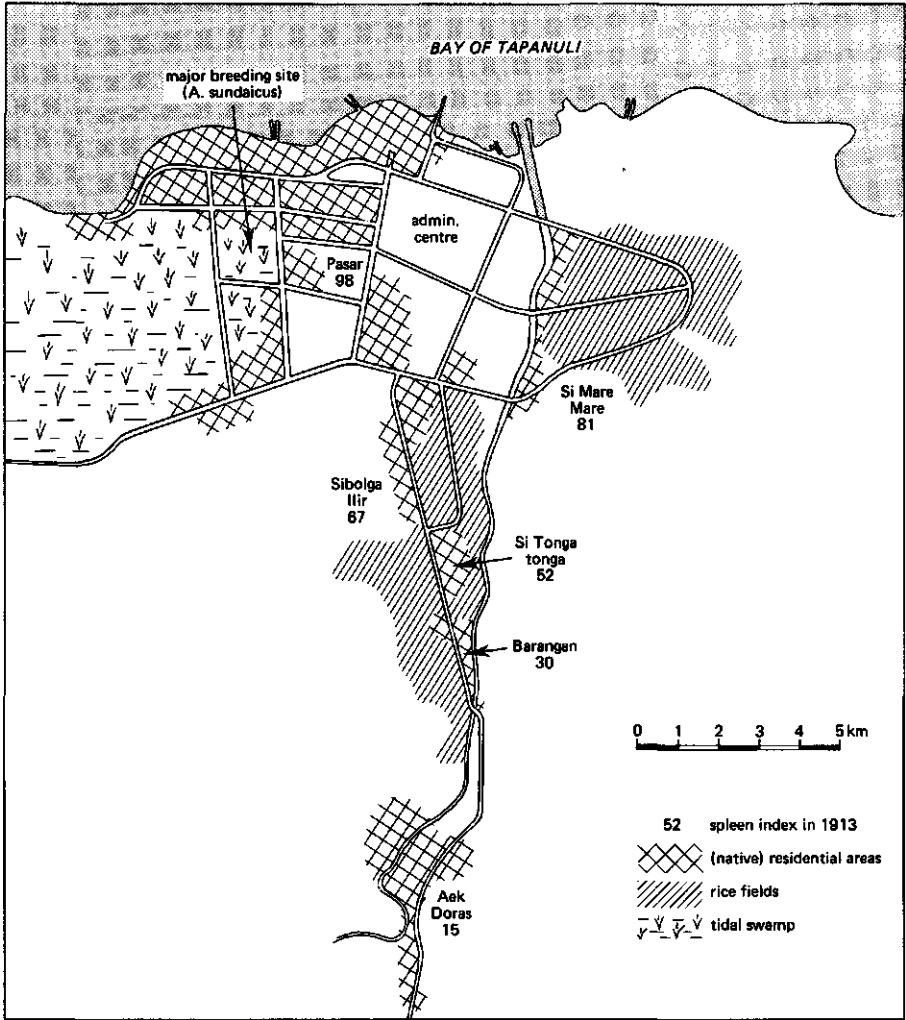 BAY OF TAPANULI
major breeding site
(A. sundaicus)
admin.
centre
Pasar
98
Si Mare
Mare
81
Sibolga
Ilir
67
Si Tonga
tonga
52
Barangan
30
0 1 2 3 4 5 km
52 spleen index in 1913
(native) residential areas
rice fields
tidal swamp
Aek
Doras
15